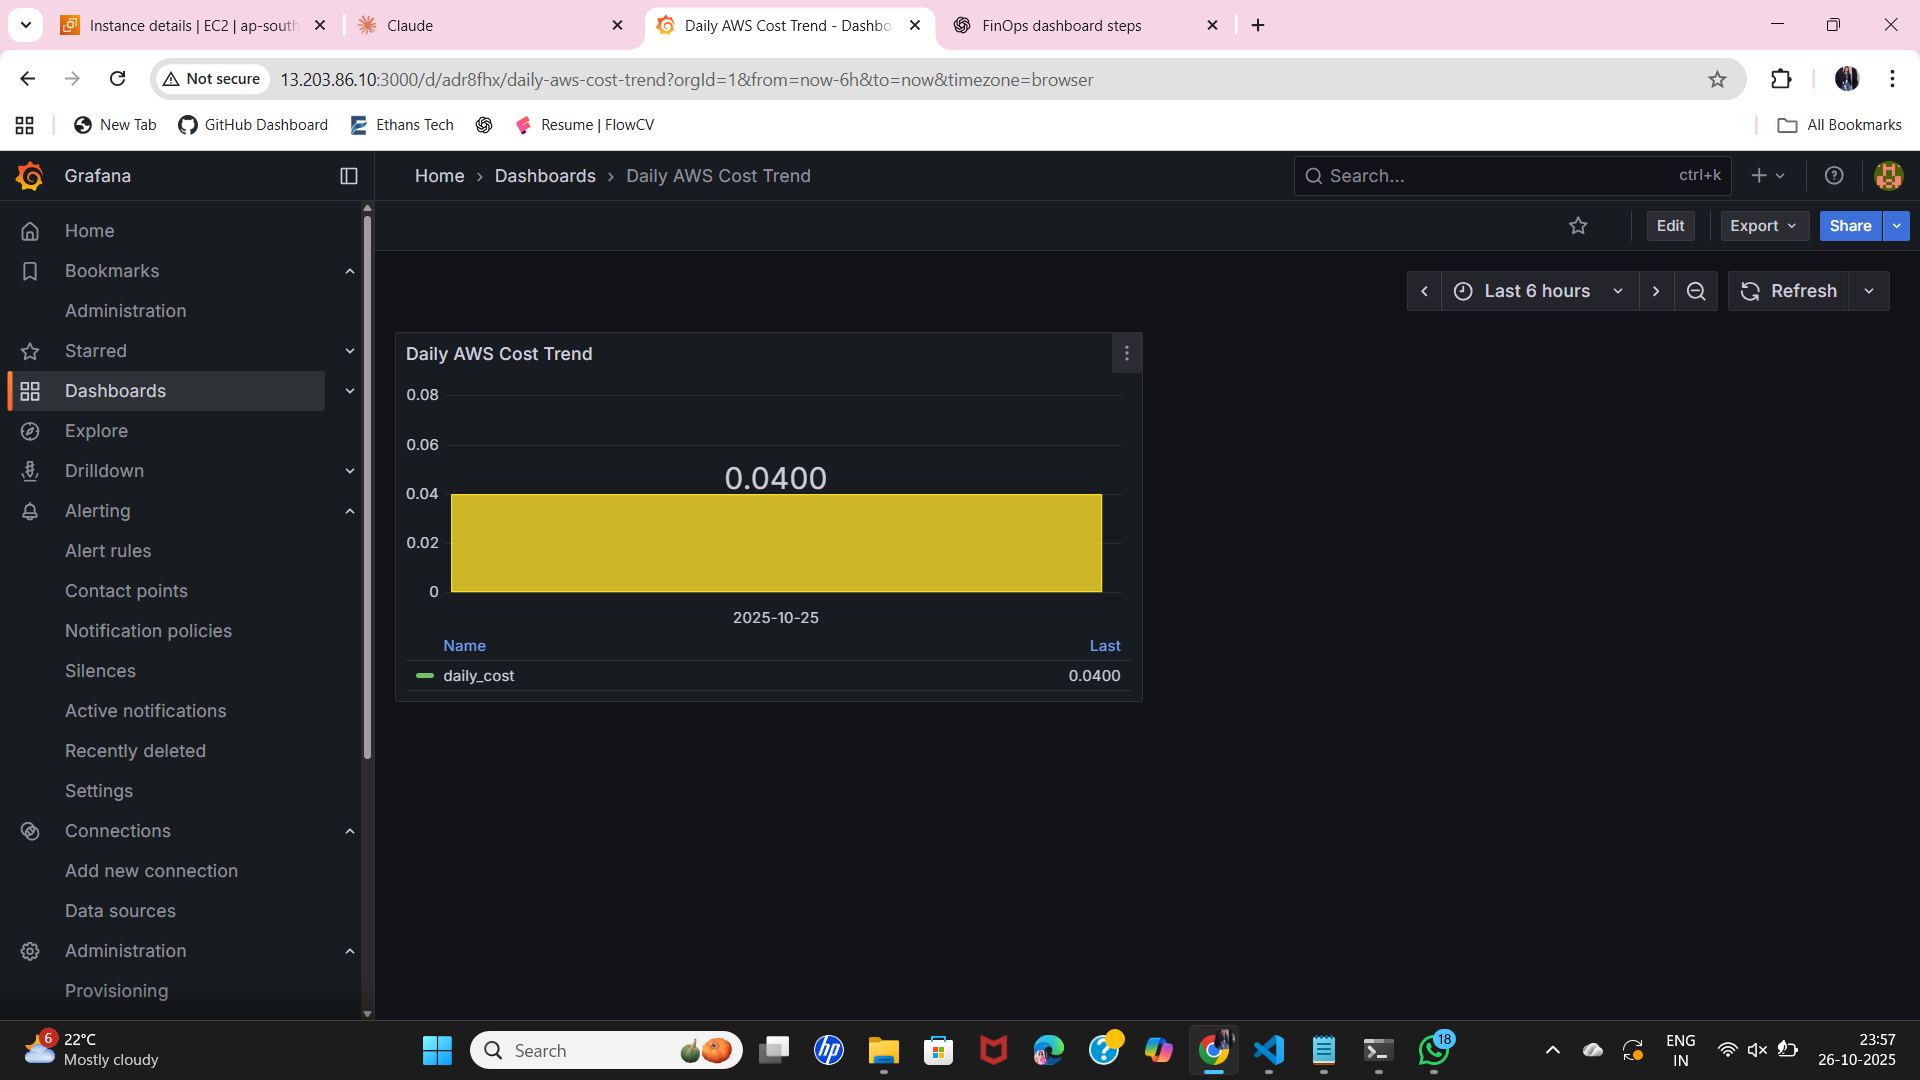 Instance details | EC2 | ap-south
Claude
Daily AWS Cost Trend - Dashbo
FinOps dashboard steps
Not secure
13.203.86.10:3000/d/adr8fhx/daily-aws-cost-trend?orgId=1&from=now-6h&to=now&timezone=browser
New Tab
GitHub Dashboard
Ethans Tech
Resume | FlowCV
All Bookmarks
Grafana
Home
Bookmarks
Administration
Starred
Dashboards
Explore
Drilldown
Alerting
Alert rules
Contact points
Notification policies
Silences
Active notifications
Recently deleted
Settings
Connections
Add new connection
Data sources
Administration
Provisioning
Home › Dashboards › Daily AWS Cost Trend
Search... ctrl+k
Edit
Export
Share
Last 6 hours
Refresh
Daily AWS Cost Trend
0.08
0.06
0.0400
0.04
0.02
0
2025-10-25
Name Last
daily_cost 0.0400
6
22°C
Mostly cloudy
Search
hp
18
ENG
IN
23:57
26-10-2025